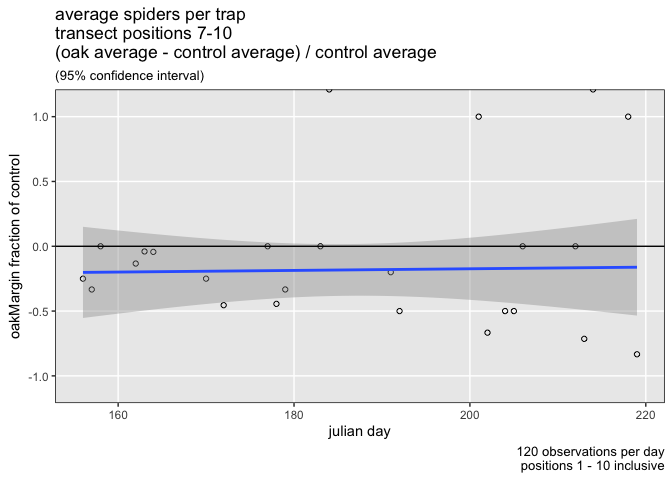 average spiders per trap
transect positions 7-10
(oak average - control average) / control average
(95% confidence interval)
oakMargin fraction of control
1.0
0.5
0.0
-0.5
-1.0
160
180
200
220
julian day
120 observations per day
positions 1 - 10 inclusive